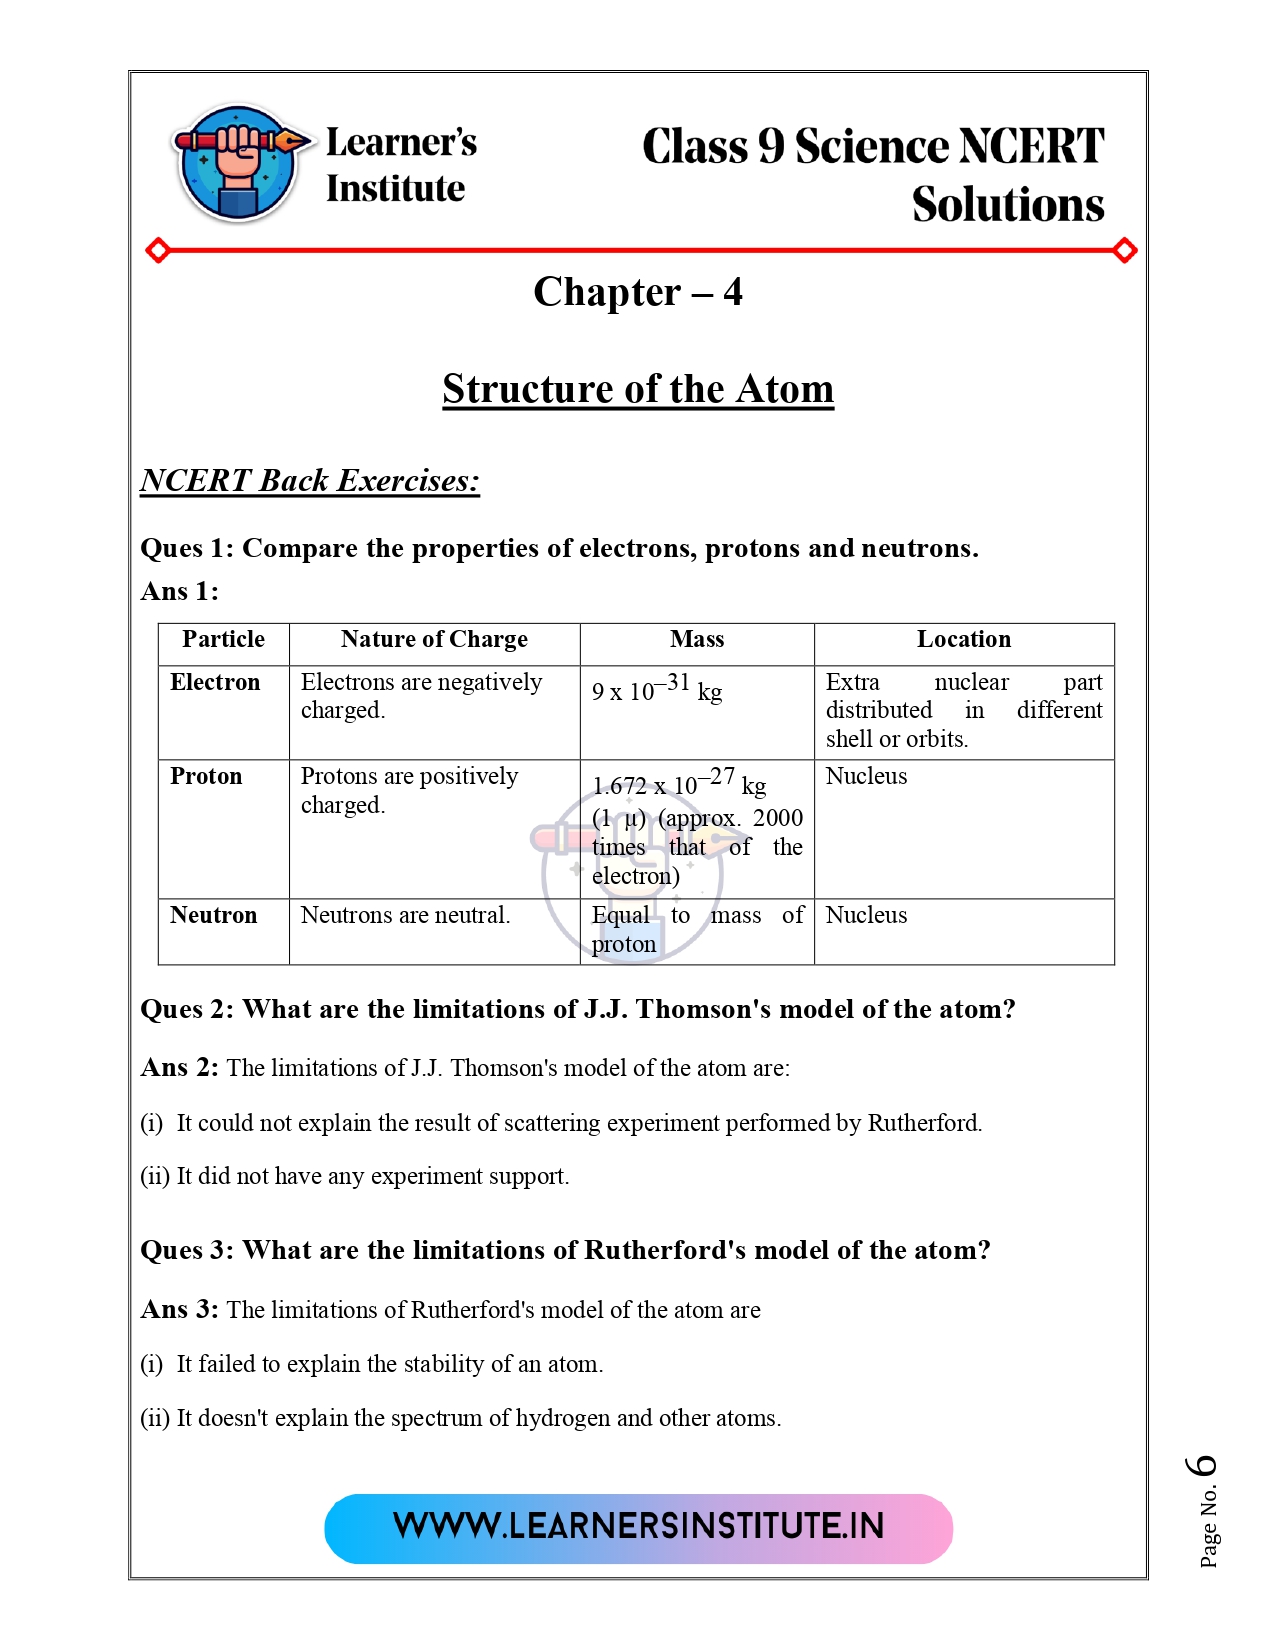 Learner's
Institute
Class 9 Science NCERT
Solutions
Chapter – 4
Structure of the Atom
NCERT Back Exercises:
Ques 1: Compare the properties of electrons, protons and neutrons.
Ans 1:
Particle Nature of Charge Mass Location
Electron Electrons are negatively charged. 9 x 10–31 kg Extra nuclear part distributed in different shell or orbits.
Proton Protons are positively charged. 1.672 x 10–27 kg (1 µ) (approx. 2000 times that of the electron) Nucleus
Neutron Neutrons are neutral. Equal to mass of proton Nucleus
Ques 2: What are the limitations of J.J. Thomson's model of the atom?
Ans 2: The limitations of J.J. Thomson's model of the atom are:
(i) It could not explain the result of scattering experiment performed by Rutherford.
(ii) It did not have any experiment support.
Ques 3: What are the limitations of Rutherford's model of the atom?
Ans 3: The limitations of Rutherford's model of the atom are
(i) It failed to explain the stability of an atom.
(ii) It doesn't explain the spectrum of hydrogen and other atoms.
WWW.LEARNERSINSTITUTE.IN
Page No. 6